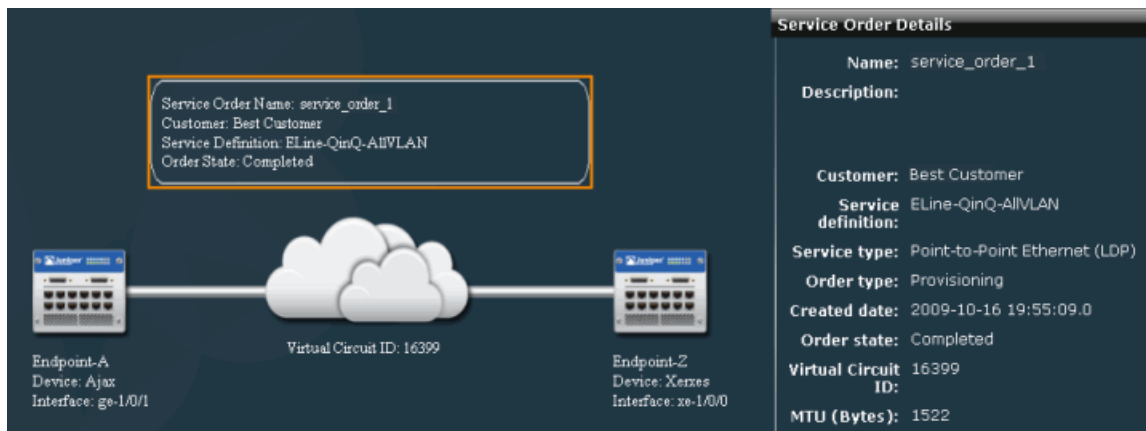 Service Order Name: service_order_1
Customer: Best Customer
Service Definition: ELine-QinQ-AllVLAN
Order State: Completed
Juniper
Juniper
Virtual Circuit ID: 16399
Endpoint-A
Device: Ajax
Interface: ge-1/0/1
Endpoint-Z
Device: Xerxes
Interface: xe-1/0/0
Service Order Details
Name: service_order_1
Description:
Customer: Best Customer
Service definition: ELine-QinQ-AllVLAN
Service type: Point-to-Point Ethernet (LDP)
Order type: Provisioning
Created date: 2009-10-16 19:55:09.0
Order state: Completed
Virtual Circuit ID: 16399
MTU (Bytes): 1522